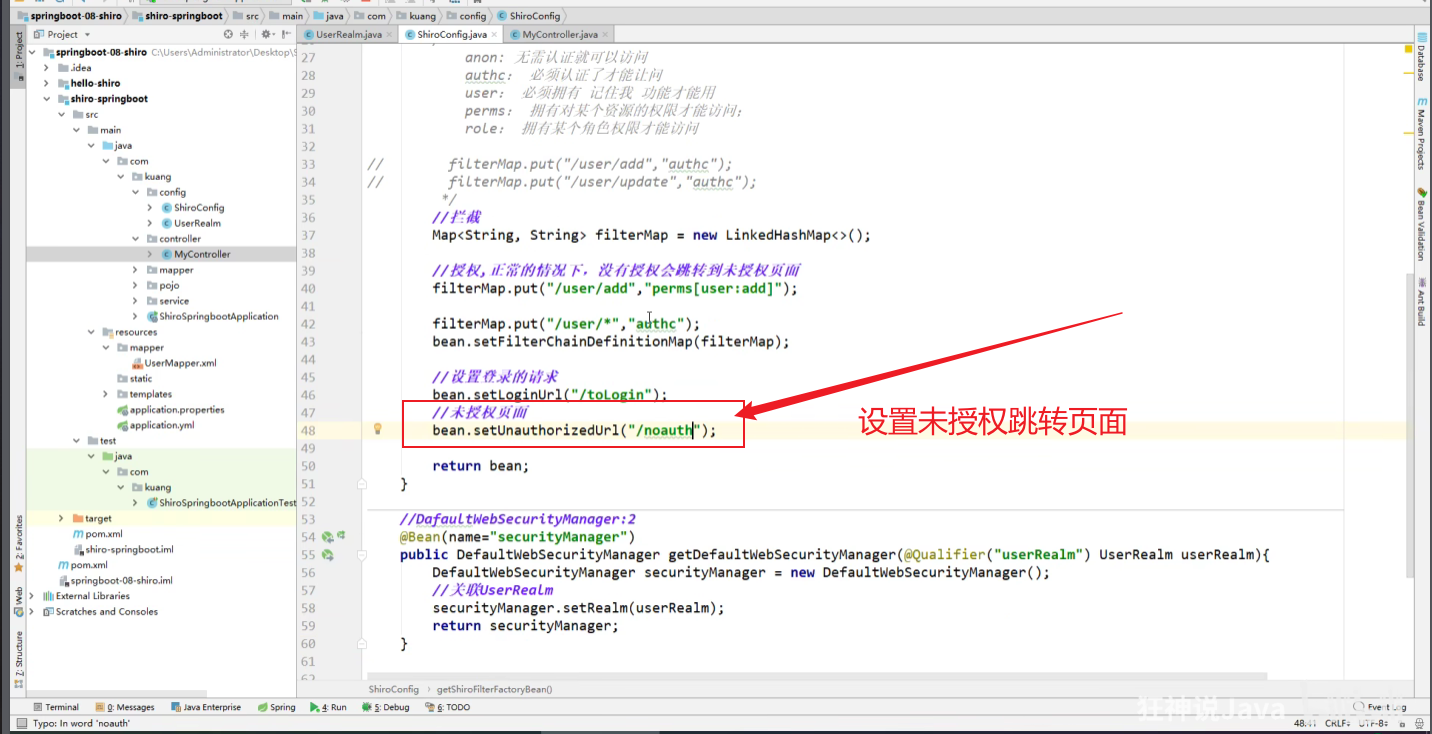 springboot-08-shiro shiro-springboot src main java com kuang config ShiroConfig
Project UserRealm.java ShiroConfig.java MyController.java
springboot-08-shiro C:\Users\Administrator\Desktop\
.idea
hello-shiro
shiro-springboot
src
main
java
com
kuang
config
ShiroConfig
UserRealm
controller
MyController
mapper
pojo
service
ShiroSpringbootApplication
resources
mapper
UserMapper.xml
static
templates
application.properties
application.yml
test
java
com
kuang
ShiroSpringbootApplicationTest
target
pom.xml
shiro-springboot.iml
pom.xml
springboot-08-shiro.iml
External Libraries
Scratches and Consoles
1: Project
2: Favorites
Web
7: Structure
27 anon: 无需认证就可以访问
28 authc: 必须认证了才能让问
29 user: 必须拥有 记住我 功能才能用
30 perms: 拥有对某个资源的权限才能访问;
31 role: 拥有某个角色权限才能访问
32
33 // filterMap.put("/user/add","authc");
34 // filterMap.put("/user/update","authc");
35 */
36 //拦截
37 Map<String, String> filterMap = new LinkedHashMap<>();
38
39 //授权,正常的情况下，没有授权会跳转到未授权页面
40 filterMap.put("/user/add","perms[user:add]");
41
42 filterMap.put("/user/*","authc");
43 bean.setFilterChainDefinitionMap(filterMap);
44
45 //设置登录的请求
46 bean.setLoginUrl("/toLogin");
47 //未授权页面
48 bean.setUnauthorizedUrl("/noauth");
设置未授权跳转页面
49
50 return bean;
51 }
52
53 //DafaultWebSecurityManager:2
54 @Bean(name="securityManager")
55 public DefaultWebSecurityManager getDefaultWebSecurityManager(@Qualifier("userRealm") UserRealm userRealm){
56 DefaultWebSecurityManager securityManager = new DefaultWebSecurityManager();
57 //关联UserRealm
58 securityManager.setRealm(userRealm);
59 return securityManager;
60 }
61
62
Database
Maven Projects
Bean Validation
Ant Build
ShiroConfig getShiroFilterFactoryBean()
Terminal 0: Messages Java Enterprise Spring 4: Run 5: Debug 6: TODO Event Log
狂神说Java
Typo: In word 'noauth' 48:41 CRLF UTF-8